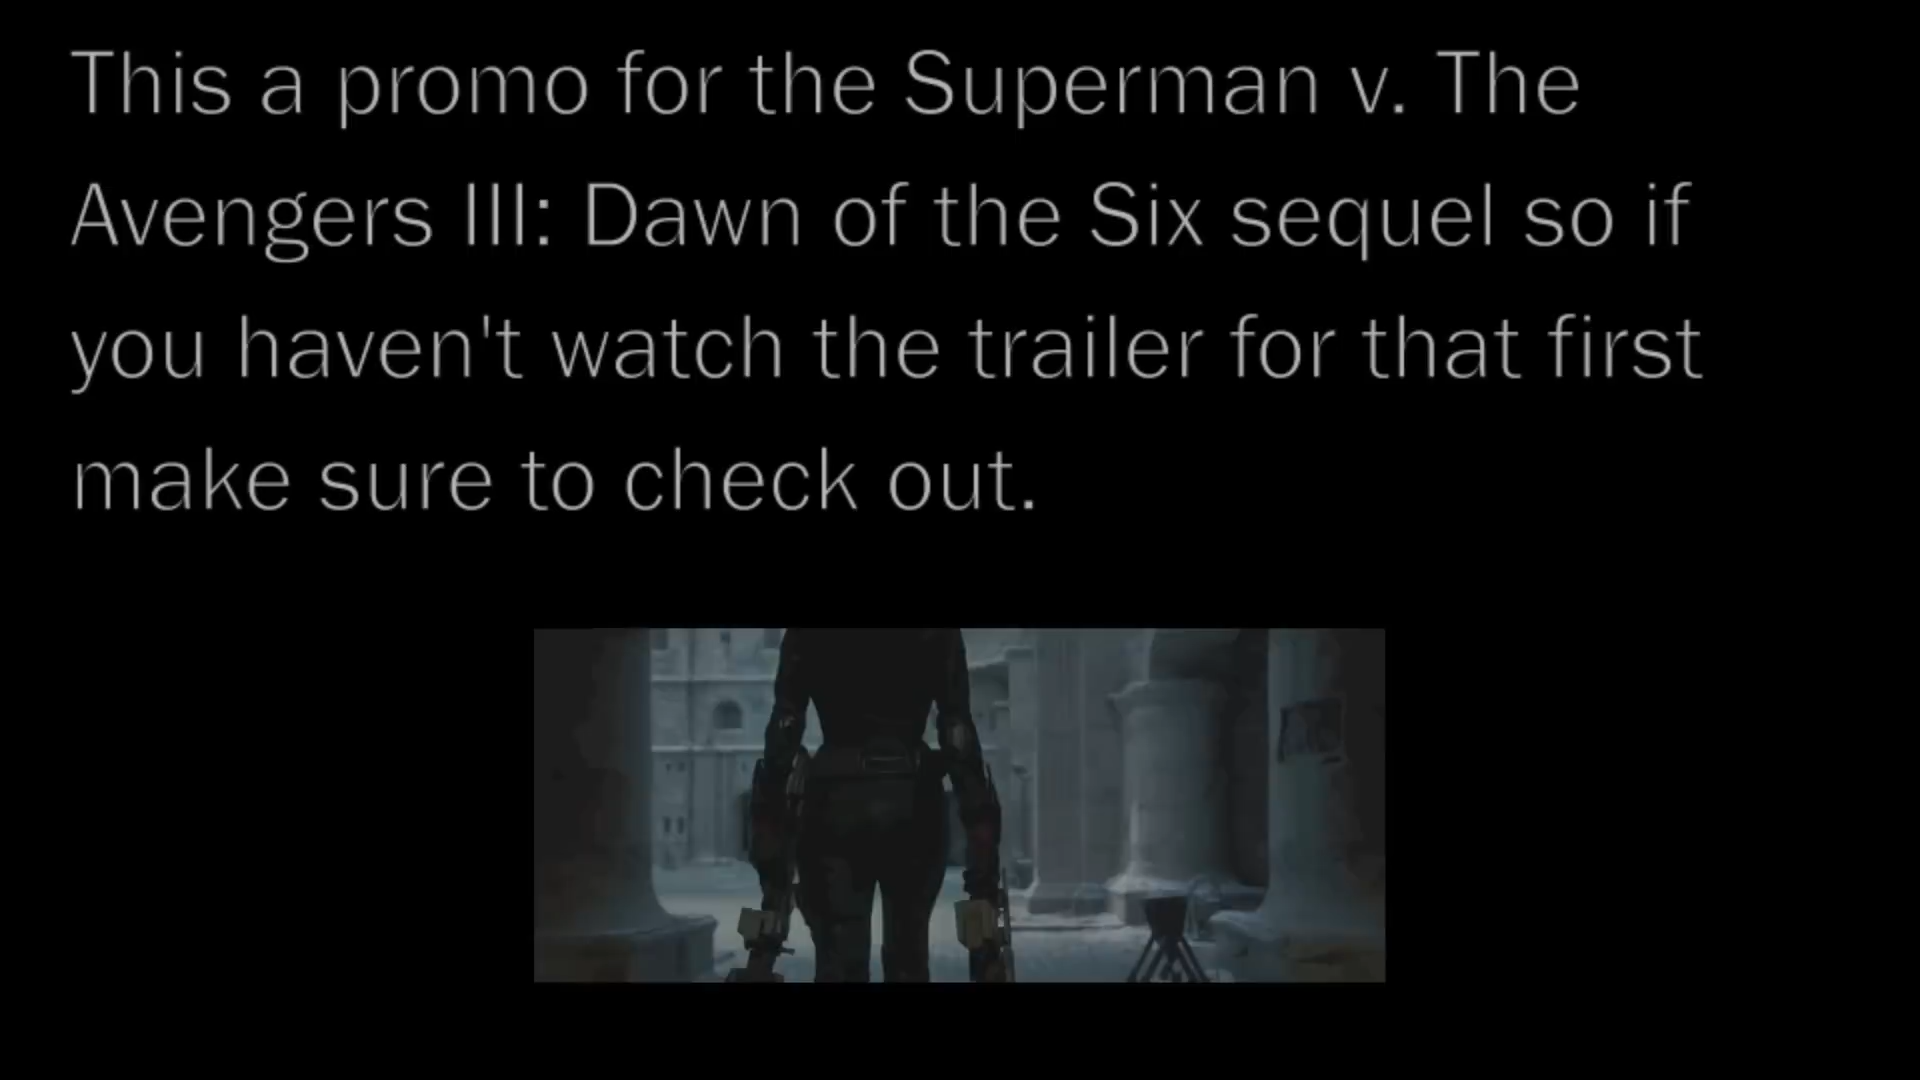 This a promo for the Superman v. The
Avengers III: Dawn of the Six sequel so if
you haven't watch the trailer for that first
make sure to check out.